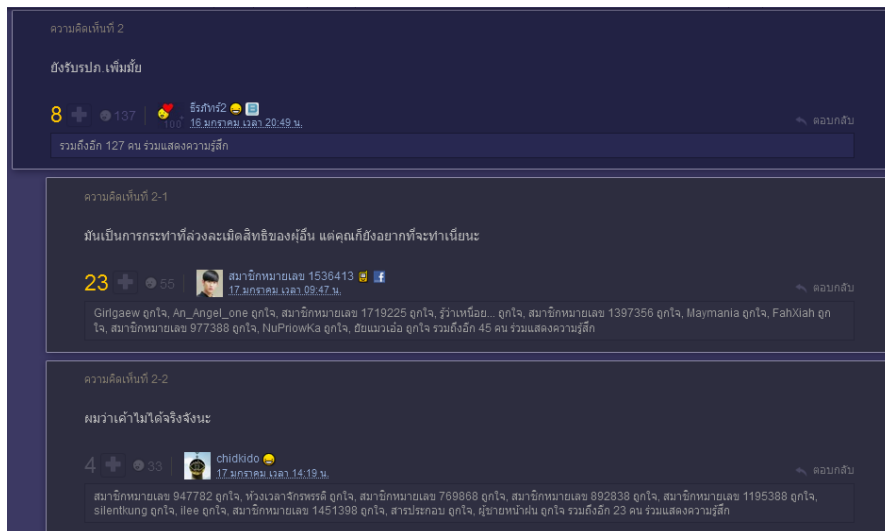 ความคิดเห็นที่ 2
ยังรับรปภ.เพิ่มมั้ย
8 137 100° ธีรภัทร์2
16 มกราคม เวลา 20:49 น.
ตอบกลับ
รวมถึงอีก 127 คน ร่วมแสดงความรู้สึก
ความคิดเห็นที่ 2-1
มันเป็นการกระทำที่ล่วงละเมิดสิทธิของผู้อื่น แต่คุณก็ยังอยากที่จะทำเนี่ยนะ
23 55 สมาชิกหมายเลข 1536413
17 มกราคม เวลา 09:47 น.
ตอบกลับ
Girlgaew ถูกใจ, An_Angel_one ถูกใจ, สมาชิกหมายเลข 1719225 ถูกใจ, รู้ว่าเหนื่อย... ถูกใจ, สมาชิกหมายเลข 1397356 ถูกใจ, Maymania ถูกใจ, FahXiah ถูก
ใจ, สมาชิกหมายเลข 977388 ถูกใจ, NuPriowKa ถูกใจ, ยัยแมวเอ๋อ ถูกใจ รวมถึงอีก 45 คน ร่วมแสดงความรู้สึก
ความคิดเห็นที่ 2-2
ผมว่าเค้าไม่ได้จริงจังนะ
4 33 chidkido
17 มกราคม เวลา 14:19 น.
ตอบกลับ
สมาชิกหมายเลข 947782 ถูกใจ, ห้วงเวลาจักรพรรดิ ถูกใจ, สมาชิกหมายเลข 769868 ถูกใจ, สมาชิกหมายเลข 892838 ถูกใจ, สมาชิกหมายเลข 1195388 ถูกใจ,
silentkung ถูกใจ, ilee ถูกใจ, สมาชิกหมายเลข 1451398 ถูกใจ, สารประกอบ ถูกใจ, ผู้ชายหน้าฝน ถูกใจ รวมถึงอีก 23 คน ร่วมแสดงความรู้สึก